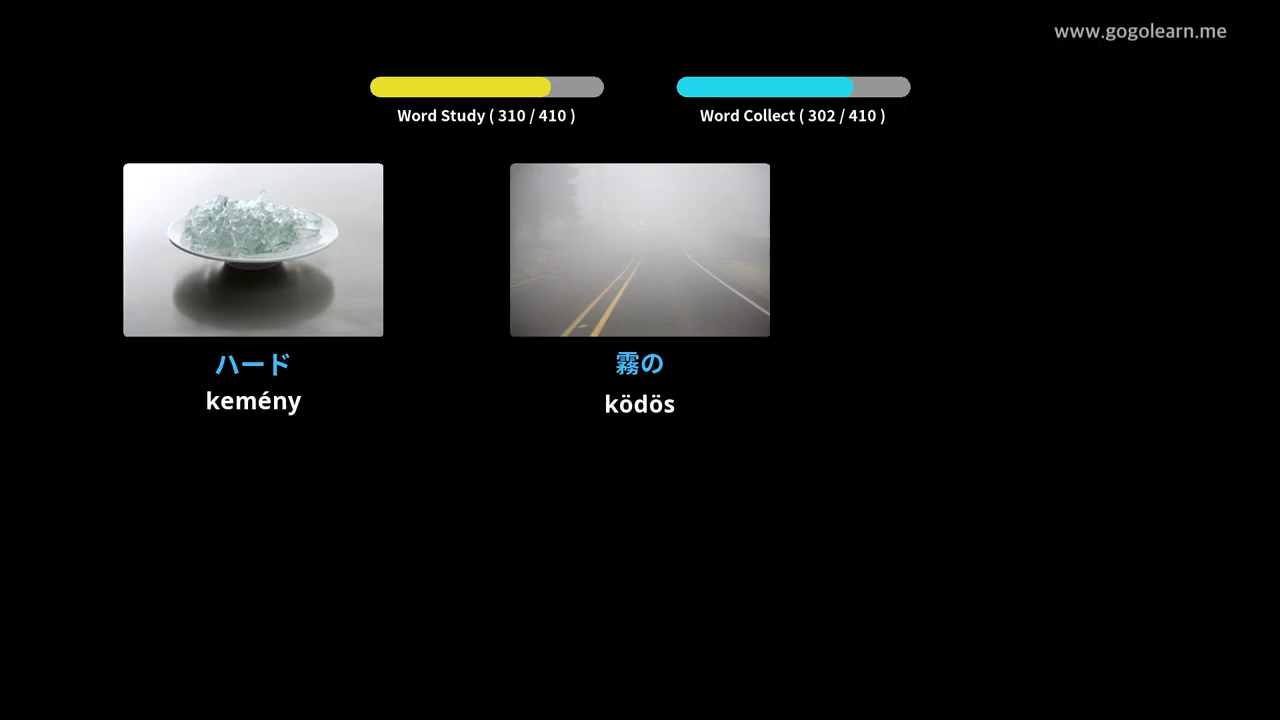 www.gogolearn.me
Word Study ( 310 / 410 )
Word Collect ( 302 / 410 )
ハード
kemény
霧の
ködös